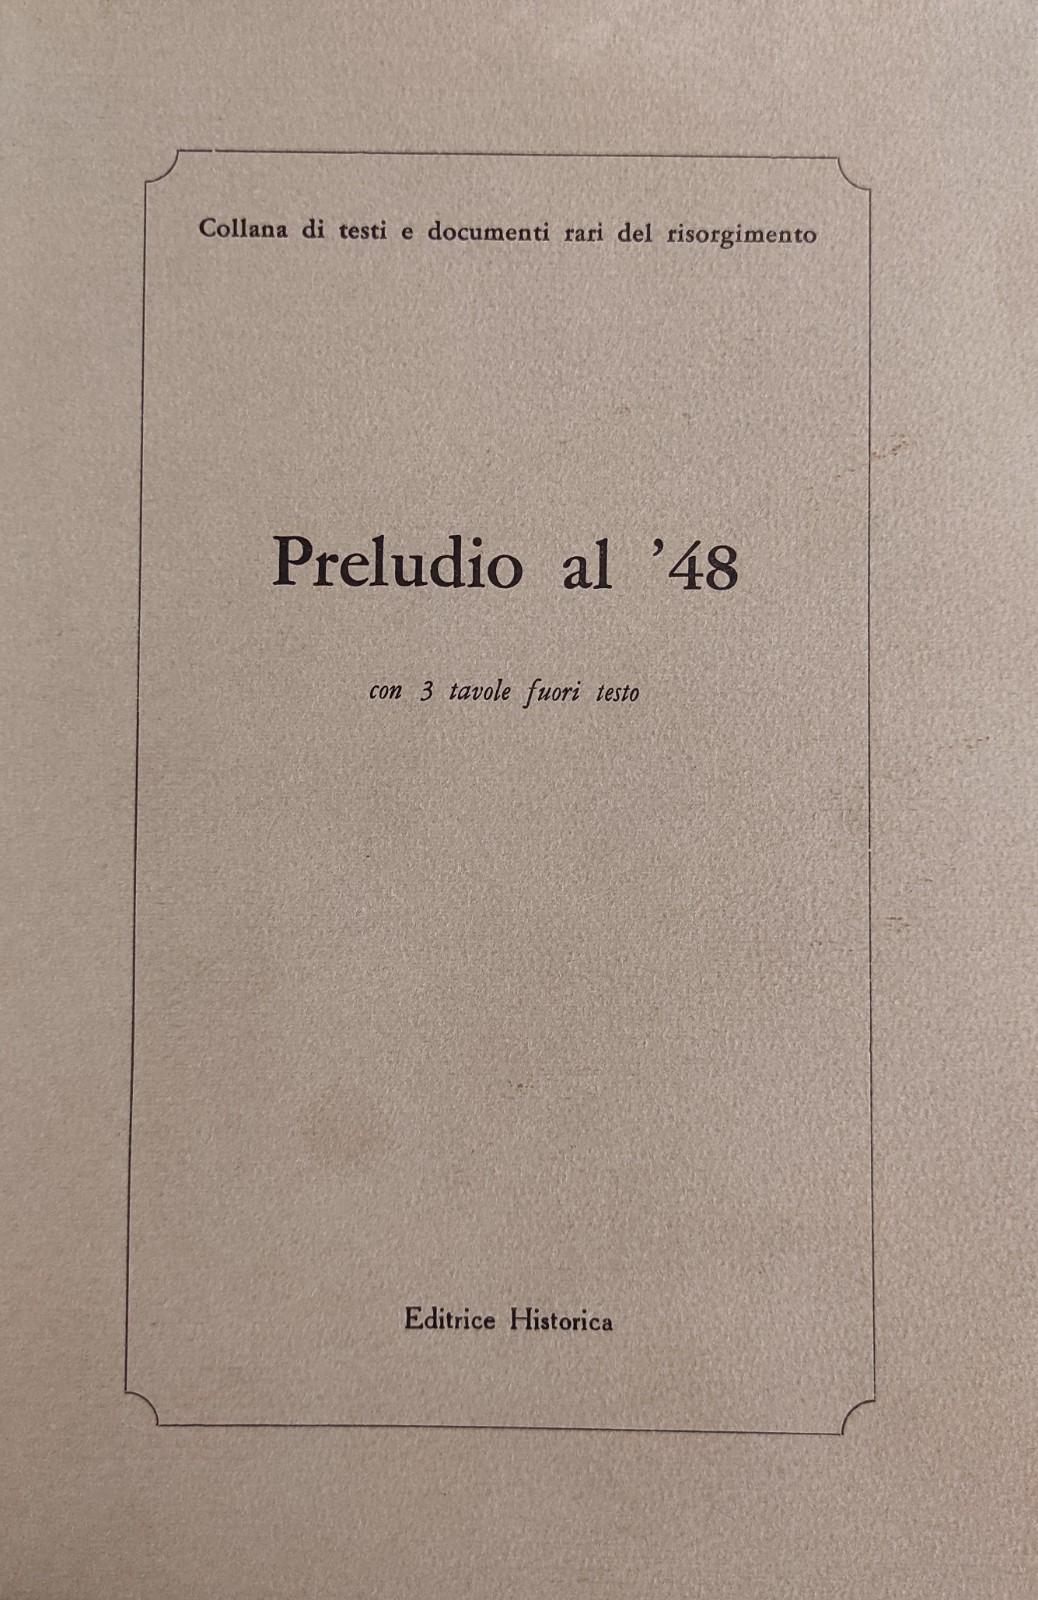 Collana di testi e documenti rari del risorgimento
Preludio al ’48
con 3 tavole fuori testo
Editrice Historica